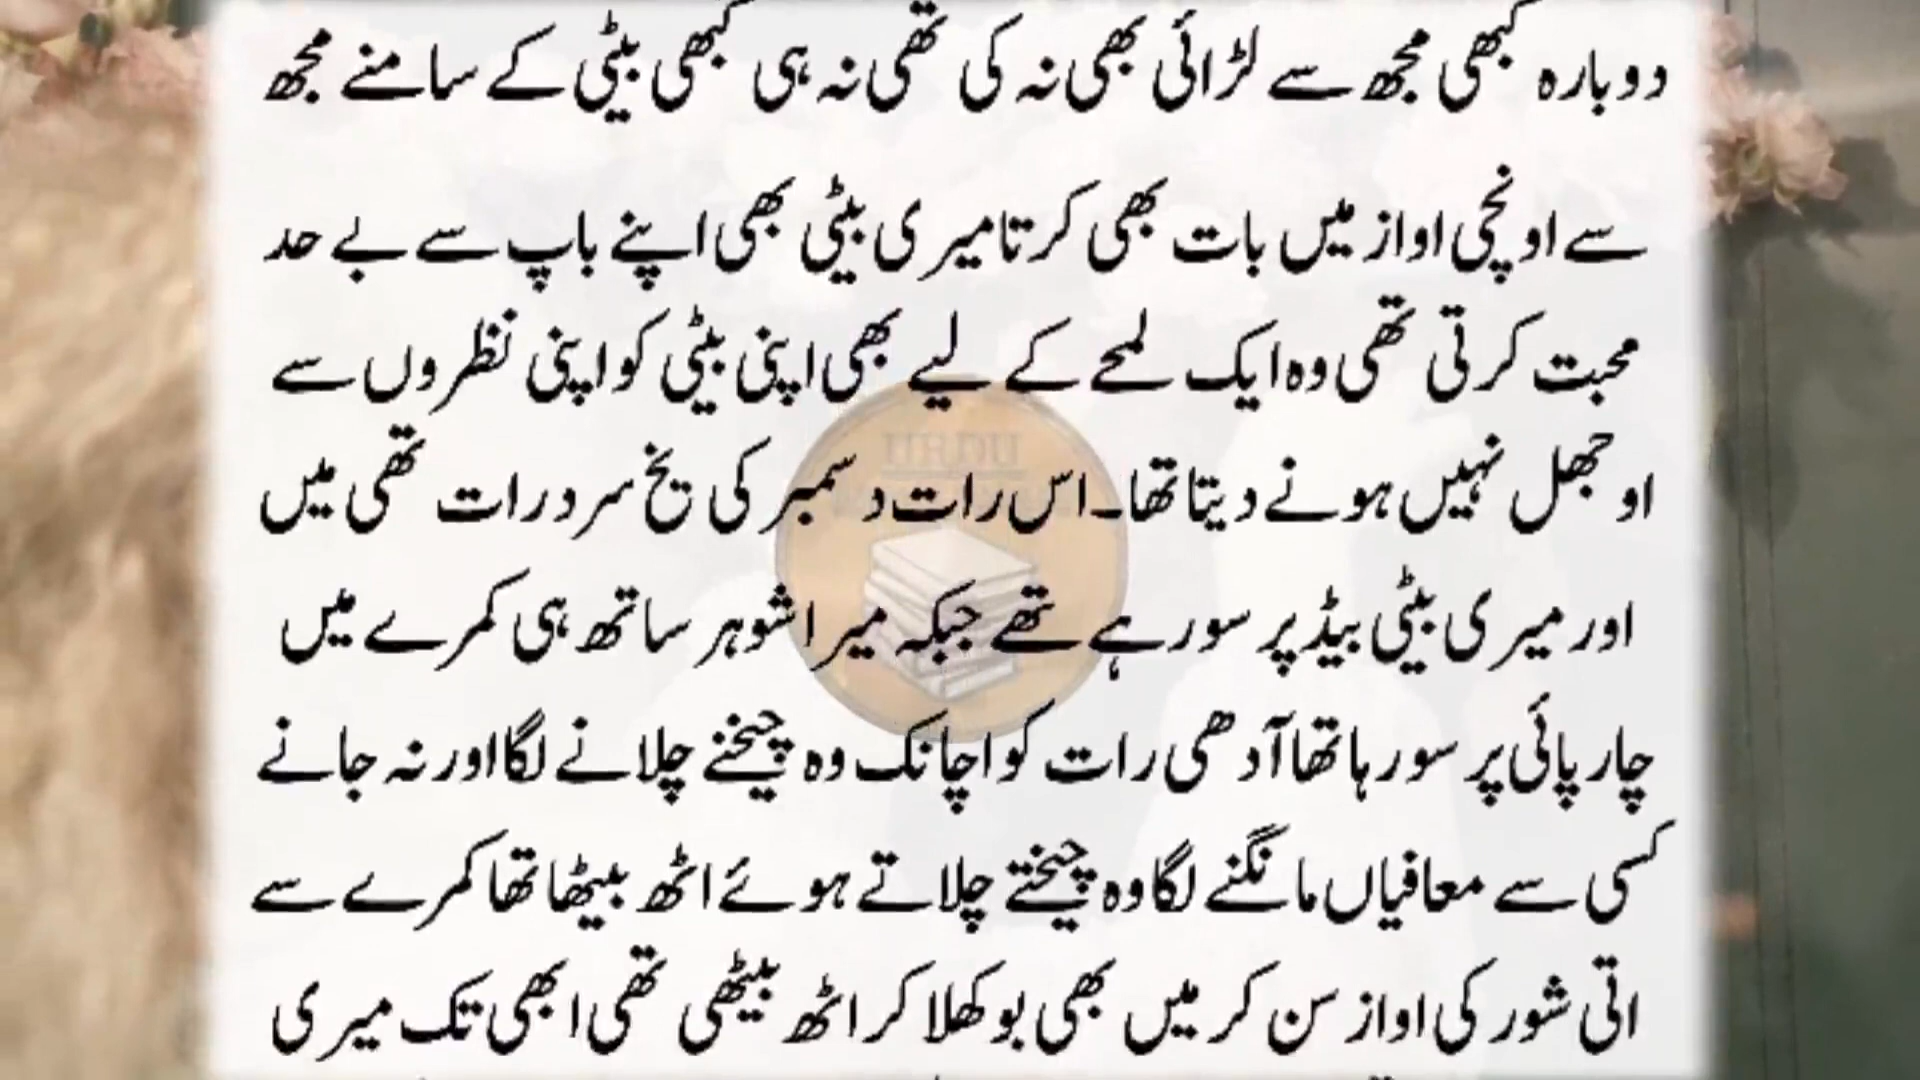 دوبارہ کبھی مجھ سے لڑائی بھی نہ کی تھی نہ ہی کبھی بیٹی کے سامنے مجھ
سے اونچی اواز میں بات بھی کرتا میری بیٹی بھی اپنے باپ سے بے حد
محبت کرتی تھی وہ ایک لمحے کے لیے بھی اپنی بیٹی کو اپنی نظروں سے
اوجھل نہیں ہونے دیتا تھا۔ اس رات دسمبر کی یخ سرد رات تھی میں
اور میری بیٹی بیڈ پر سو رہے تھے جبکہ میرا شوہر ساتھ ہی کمرے میں
چارپائی پر سو رہا تھا آدھی رات کو اچانک وہ چیخنے چلانے لگا اور نہ جانے
کسی سے معافیاں مانگنے لگا وہ چیختے چلاتے ہوئے اٹھ بیٹھا تھا کمرے سے
اتی شور کی اواز سن کر میں بھی بوکھلا کر اٹھ بیٹھی تھی ابھی تک میری